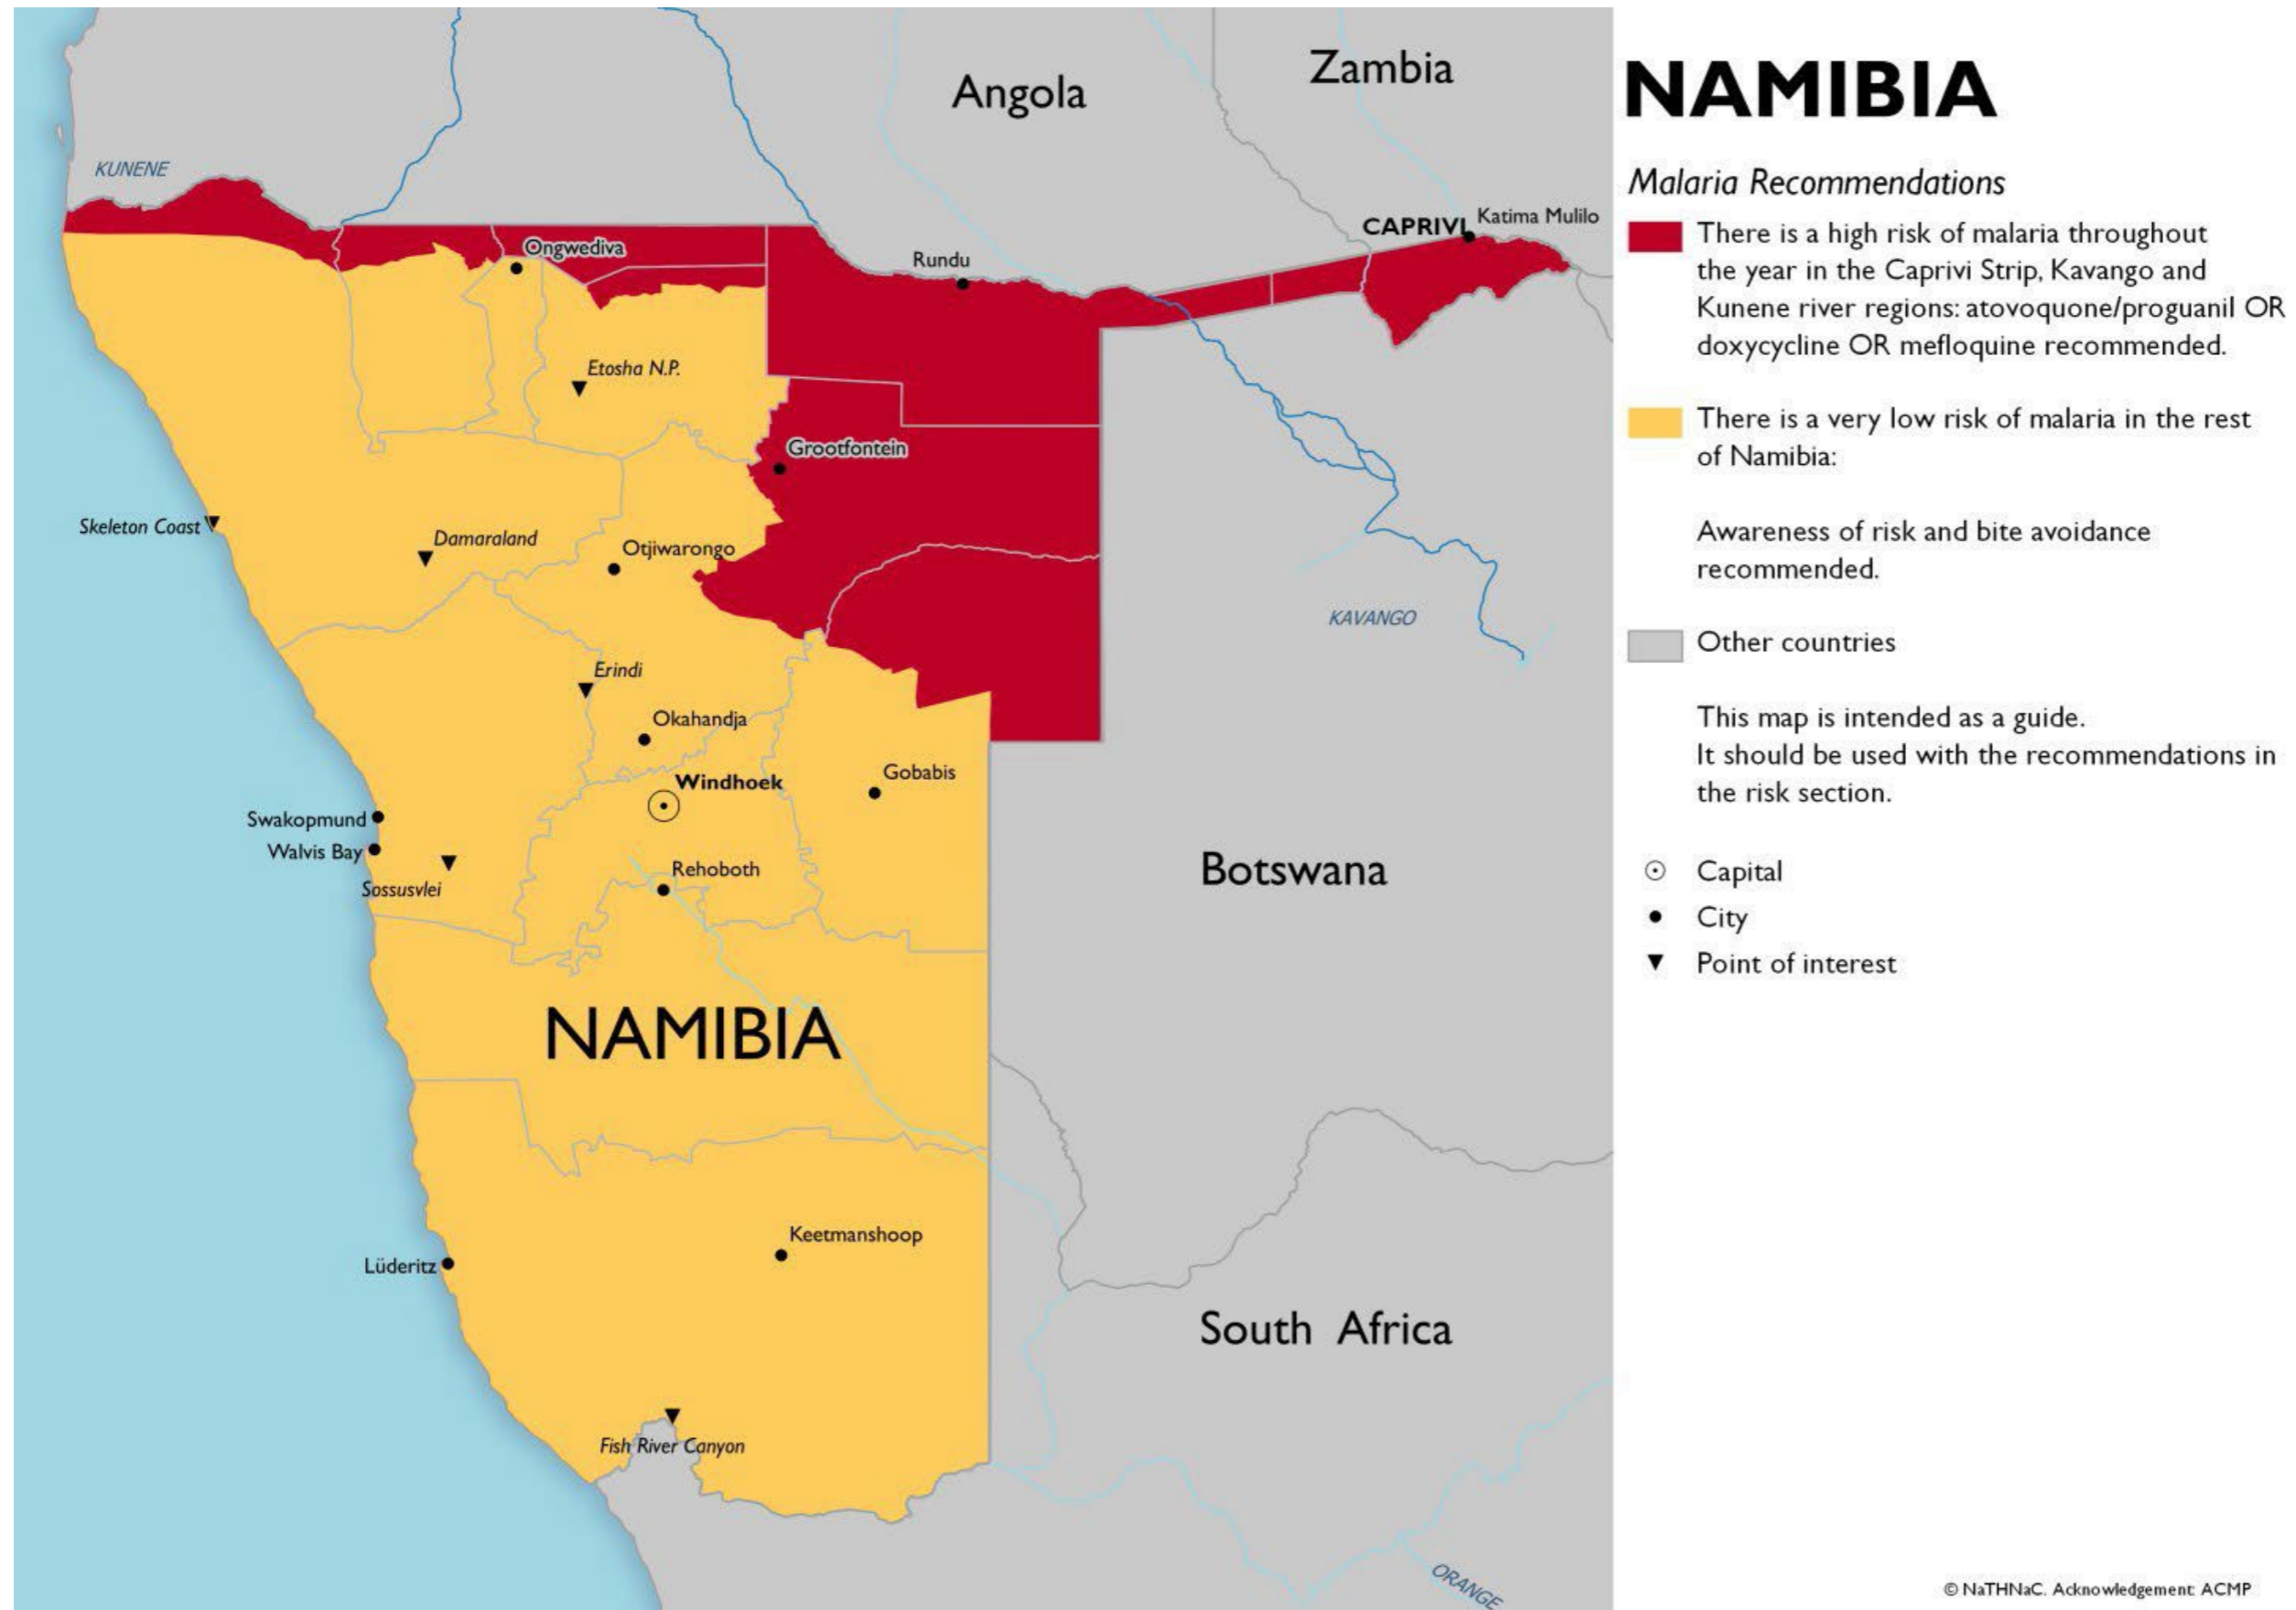 Angola
Zambia
KUNENE
CAPRIVI
Katima Mulilo
Ongwediva
Rundu
Etosha N.P.
Grootfontein
Skeleton Coast
Damaraland
Otjiwarongo
KAVANGO
Erindi
Okahandja
Windhoek
Gobabis
Swakopmund
Walvis Bay
Sossusvlei
Rehoboth
Botswana
NAMIBIA
Keetmanshoop
Lüderitz
South Africa
Fish River Canyon
ORANGE
NAMIBIA
Malaria Recommendations
There is a high risk of malaria throughout
the year in the Caprivi Strip, Kavango and
Kunene river regions: atovoquone/proguanil OR
doxycycline OR mefloquine recommended.
There is a very low risk of malaria in the rest
of Namibia:
Awareness of risk and bite avoidance
recommended.
Other countries
This map is intended as a guide.
It should be used with the recommendations in
the risk section.
Capital
City
Point of interest
© NaTHNaC. Acknowledgement: ACMP